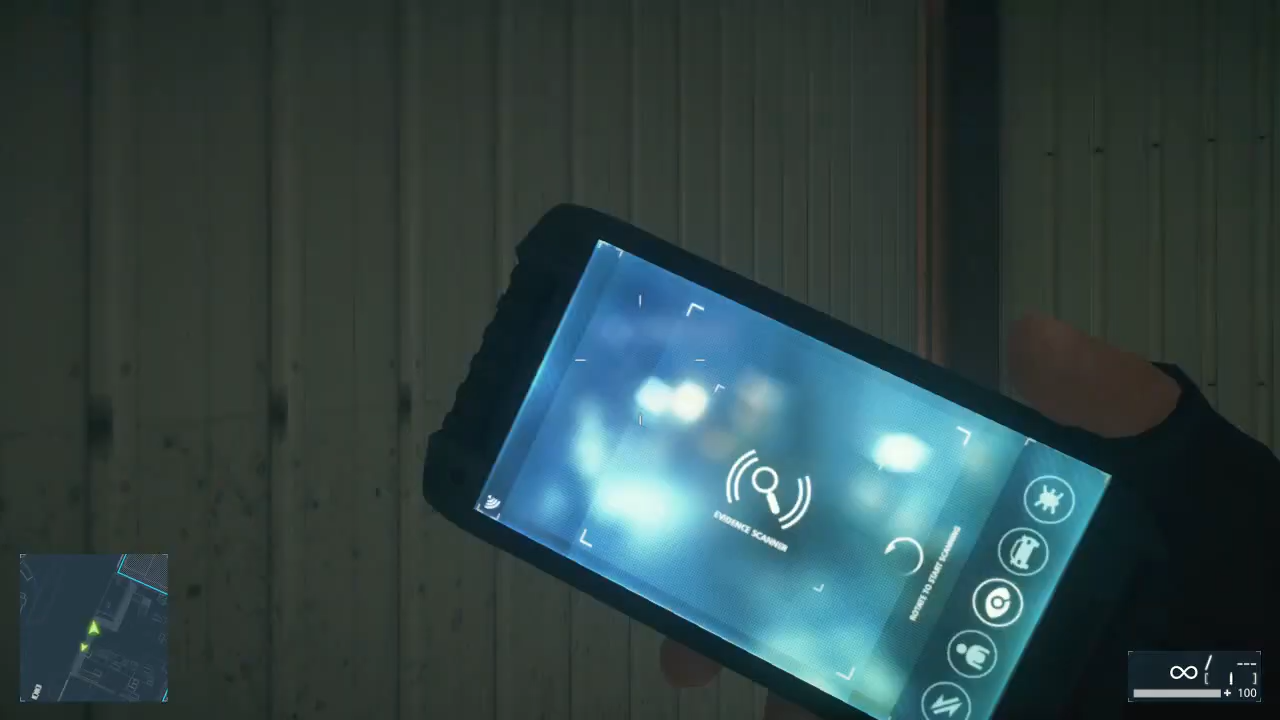 EVIDENCE SCANNER
ROTATE TO START SCANNING
∞ ---
+ 100